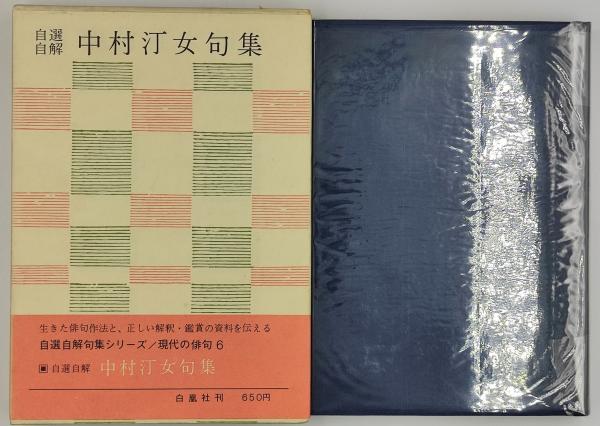 自選
自解 中村汀女句集
生きた俳句作法と、正しい解釈・鑑賞の資料を伝える
自選自解句集シリーズ/現代の俳句6
▣自選自解 中村汀女句集
白凰社刊 650円